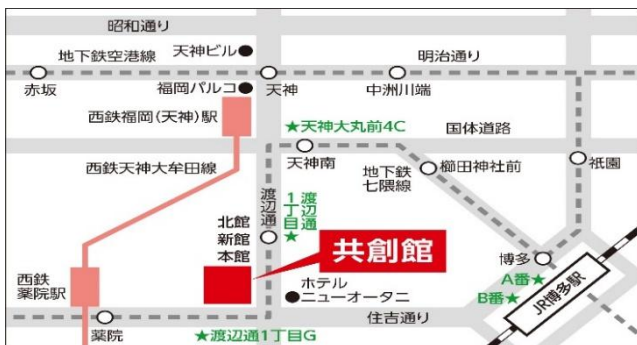 昭和通り
地下鉄空港線
天神ビル
明治通り
赤坂
福岡パルコ
天神
中洲川端
西鉄福岡(天神)駅
★天神大丸前4C
国体道路
西鉄天神大牟田線
天神南
地下鉄
七隈線
櫛田神社前
祇園
渡辺通
渡辺通
1丁目★
北館
新館
本館
共創館
博多
A番★
B番★
JR博多駅
西鉄
薬院駅
ホテル
ニューオータニ
薬院
★渡辺通1丁目G
住吉通り